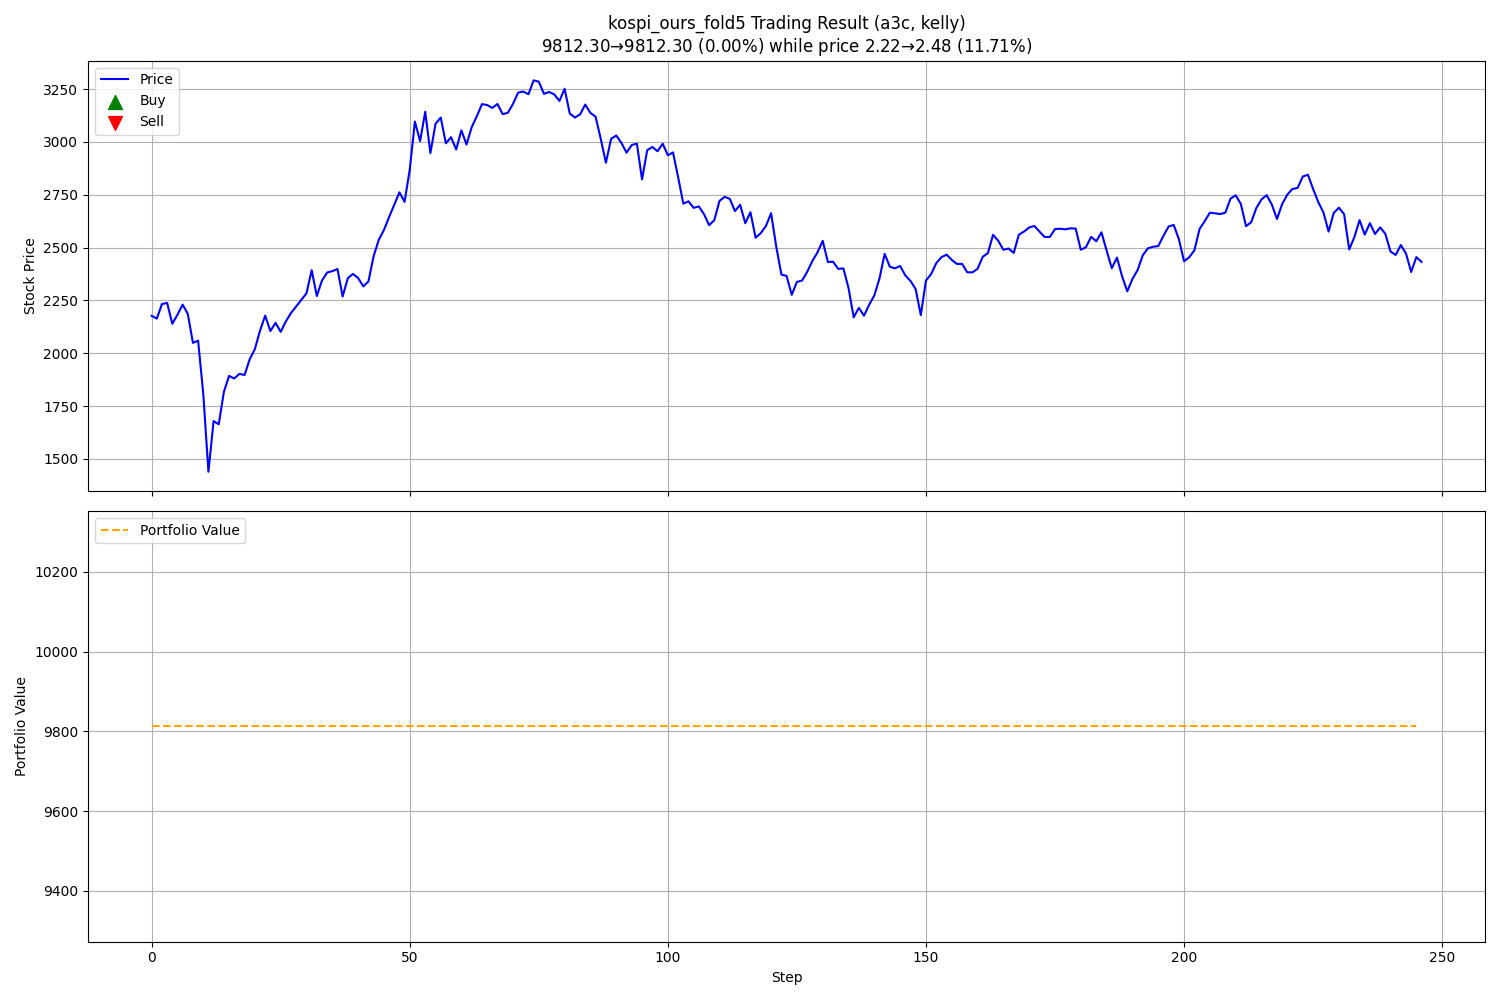 kospi_ours_fold5 Trading Result (a3c, kelly)
9812.30→9812.30 (0.00%) while price 2.22→2.48 (11.71%)
Price
Buy
Sell
Stock Price
3250
3000
2750
2500
2250
2000
1750
1500
Portfolio Value
Portfolio Value
10200
10000
9800
9600
9400
0
50
100
150
200
250
Step